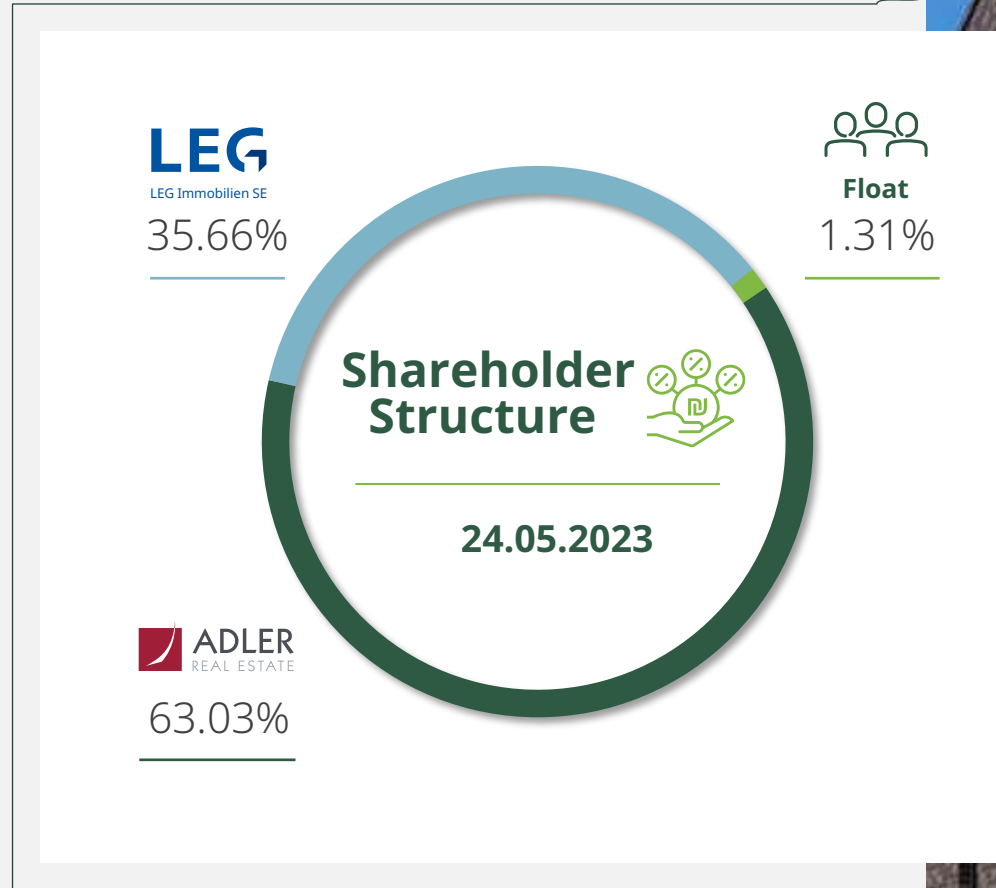 LEG
LEG Immobilien SE
35.66%
Float
1.31%
Shareholder
Structure
24.05.2023
ADLER
REAL ESTATE
63.03%